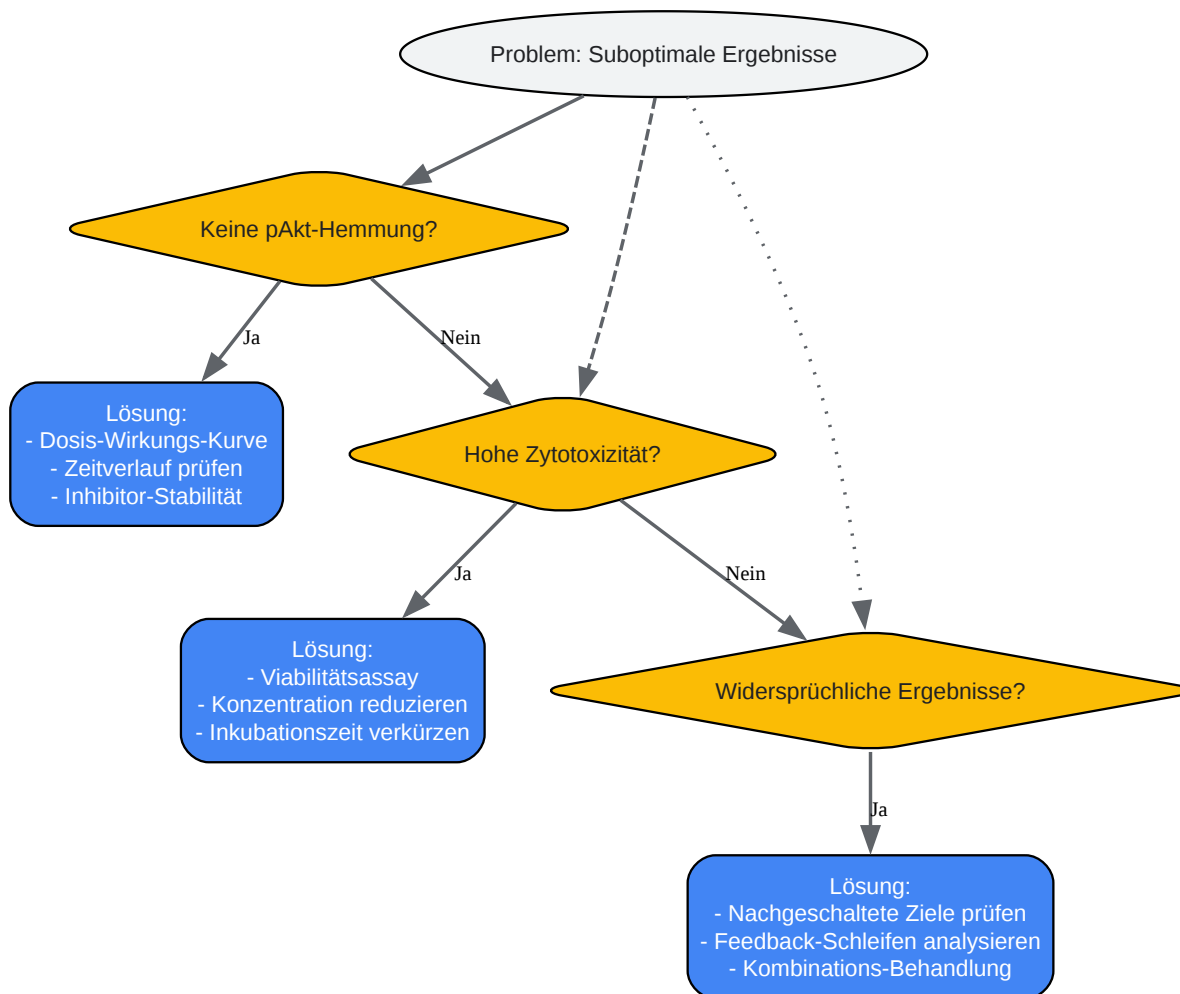 Problem: Suboptimale Ergebnisse
Keine pAkt-Hemmung?
Ja
Nein
Lösung:
- Dosis-Wirkungs-Kurve
- Zeitverlauf prüfen
- Inhibitor-Stabilität
Hohe Zytotoxizität?
Ja
Nein
Lösung:
- Viabilitätsassay
- Konzentration reduzieren
- Inkubationszeit verkürzen
Widersprüchliche Ergebnisse?
Ja
Lösung:
- Nachgeschaltete Ziele prüfen
- Feedback-Schleifen analysieren
- Kombinations-Behandlung